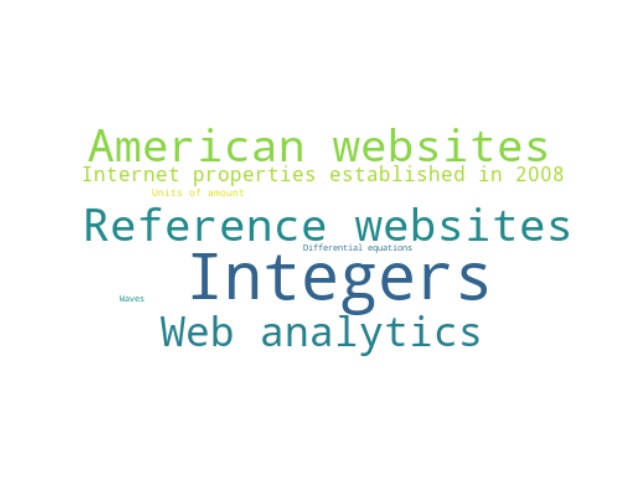 American websites
Internet properties established in 2008
Units of amount
Reference websites
Differential equations
Integers
Waves
Web analytics